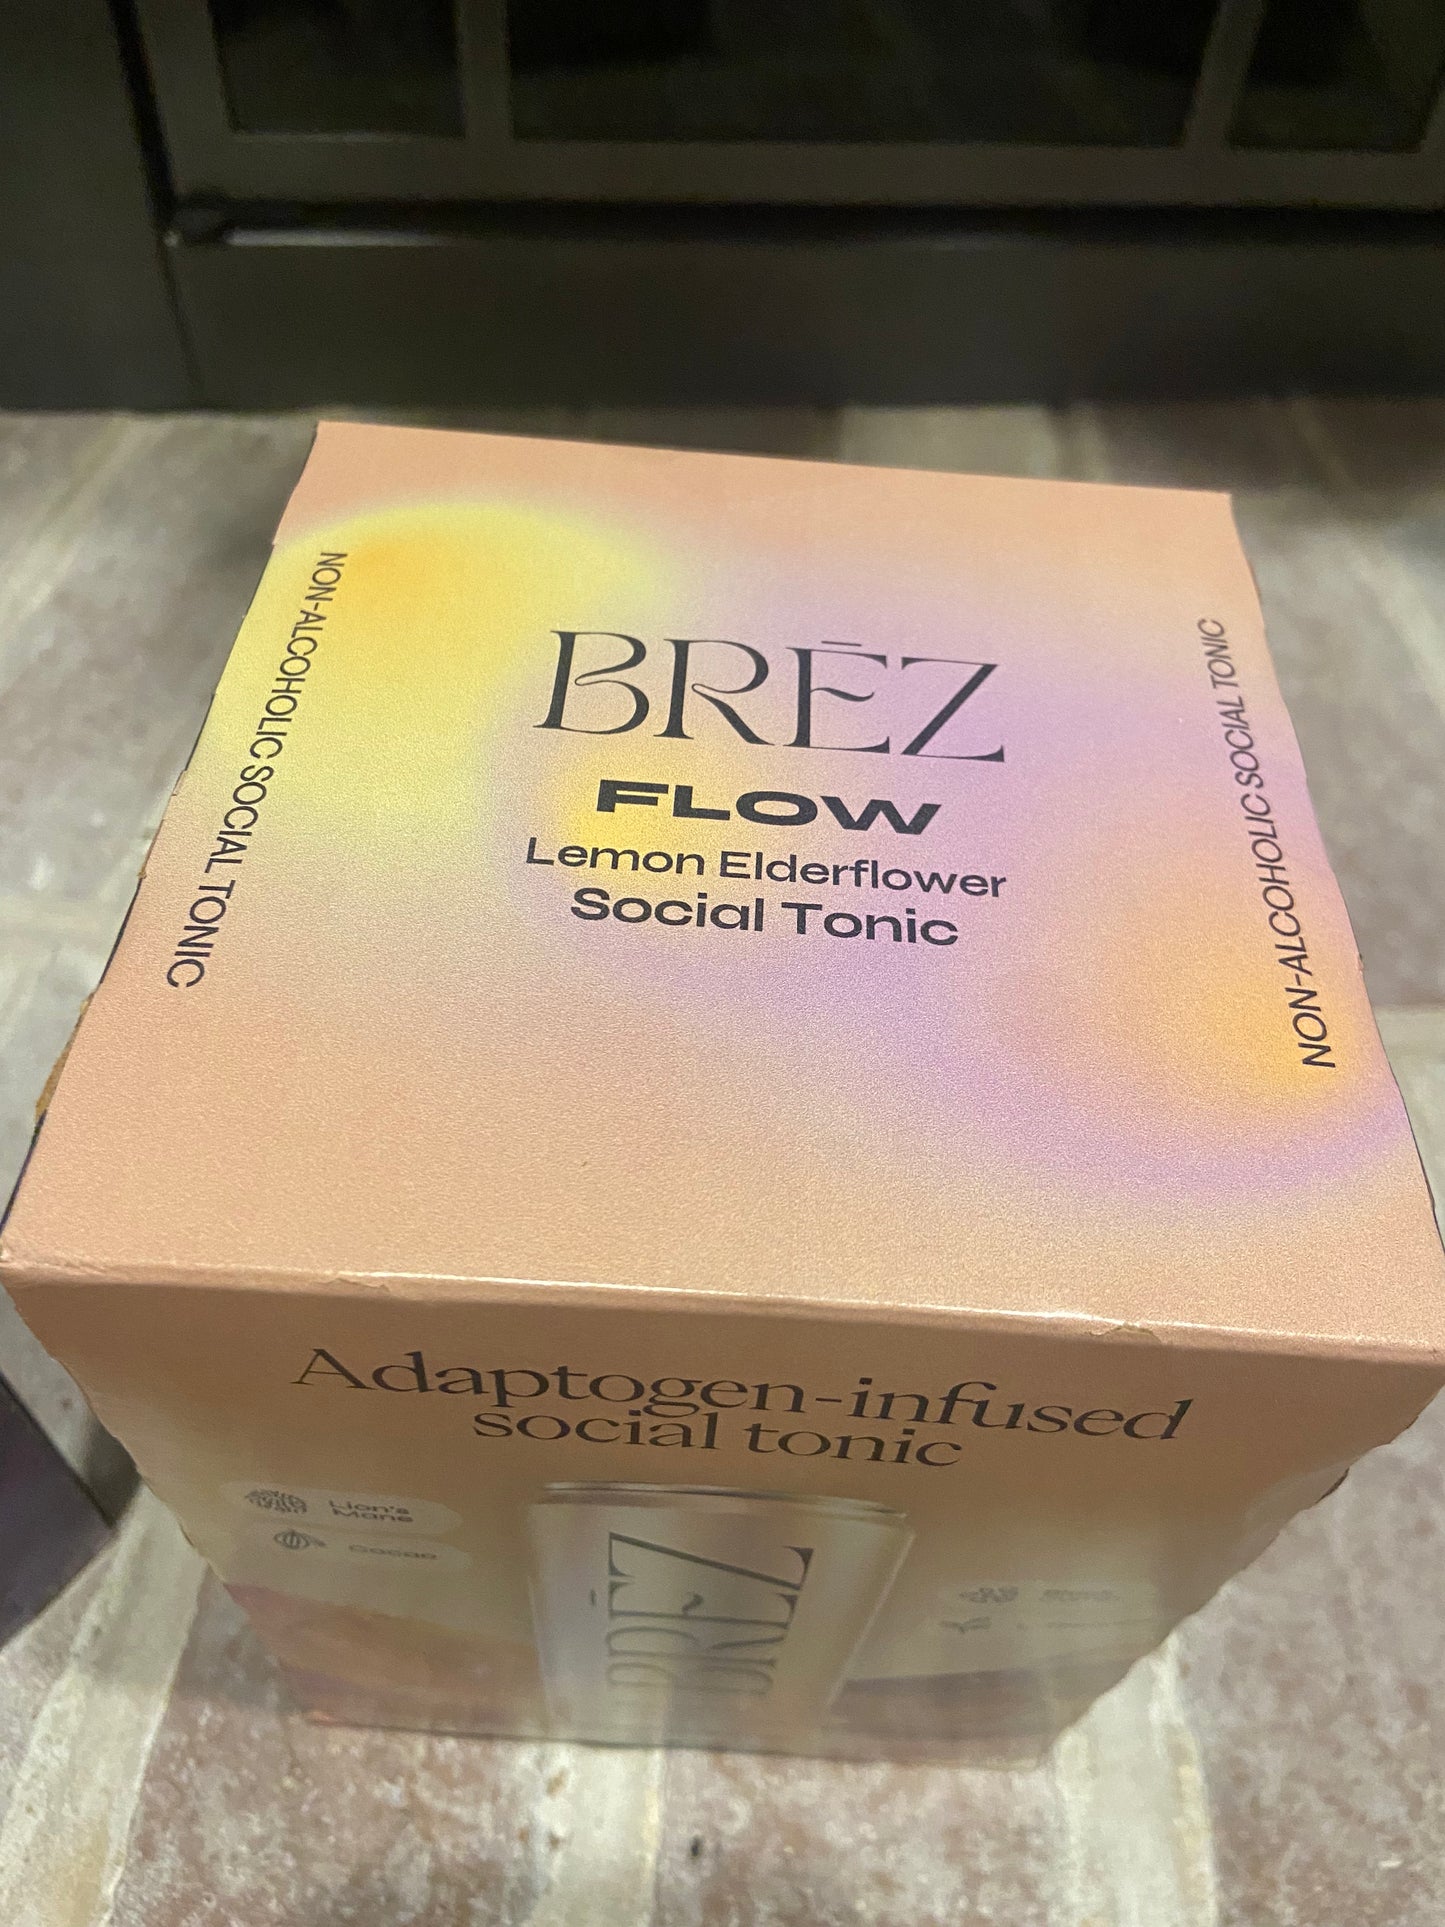 NON-ALCOHOLIC SOCIAL TONIC
BRĒZ
FLOW
Lemon Elderflower
Social Tonic
NON-ALCOHOLIC SOCIAL TONIC
Adaptogen-infused
social tonic
Lion's
Mane
Cacao
BRĒZ